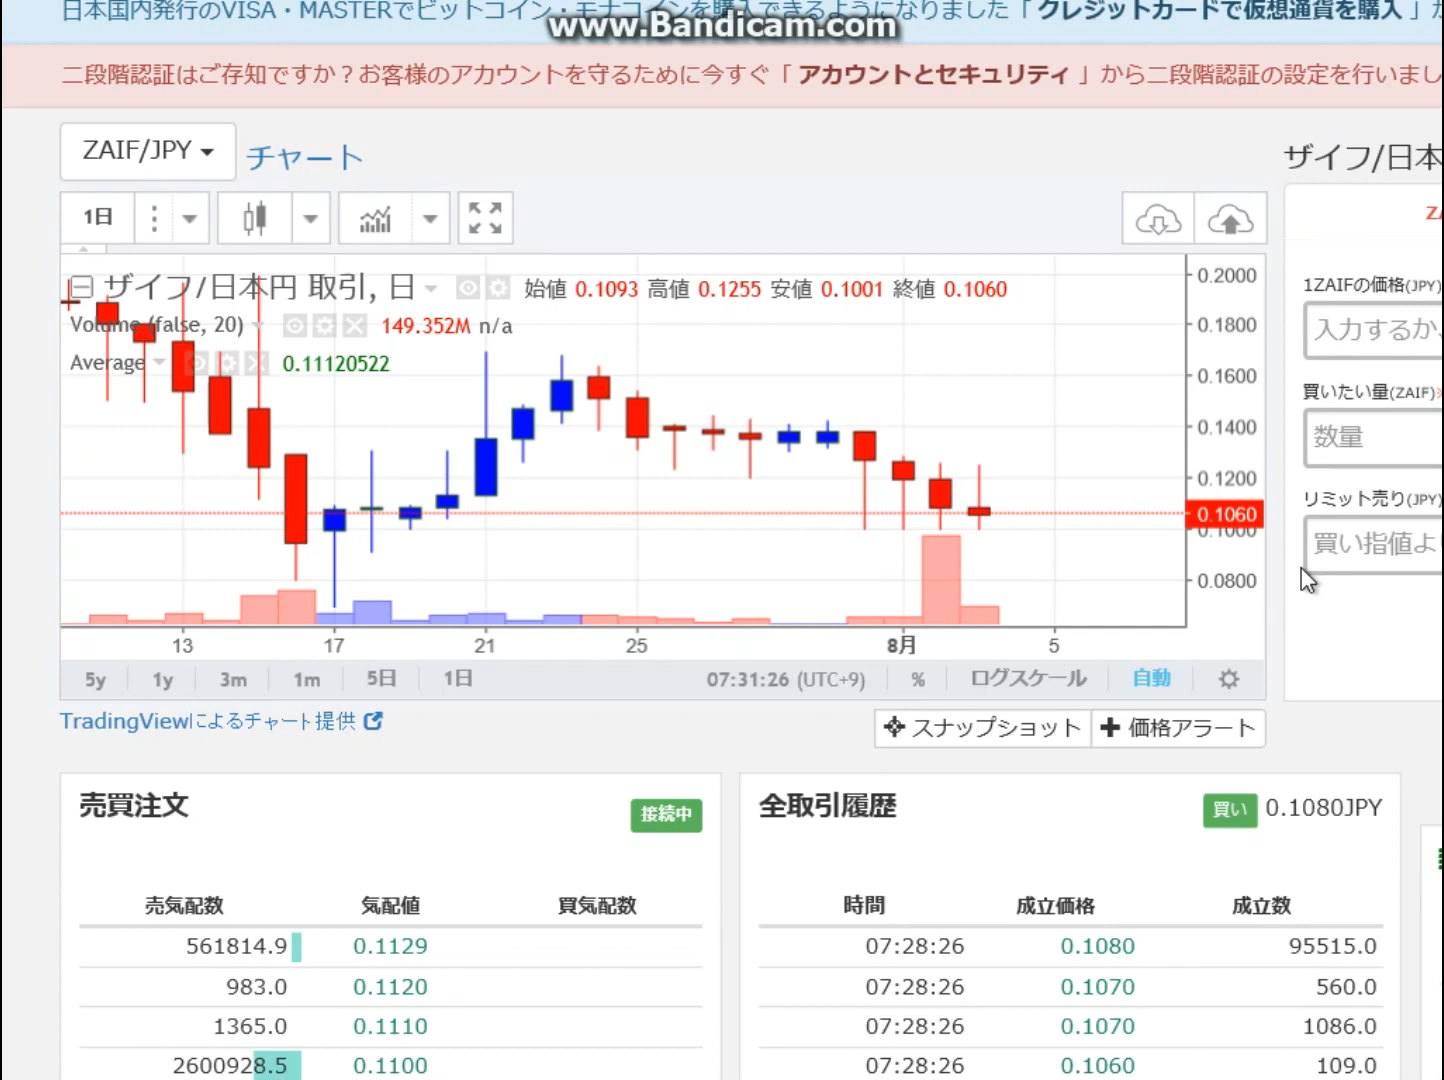 日本国内発行のVISA・MASTERでビットコイン・モナコインを購入できるようになりました「 クレジットカードで仮想通貨を購入 」か
www.Bandicam.com
二段階認証はご存知ですか?お客様のアカウントを守るために今すぐ「 アカウントとセキュリティ 」から二段階認証の設定を行いまし
ZAIF/JPY チャート
ザイフ/日本
1日
ザイフ/日本円 取引, 日 始値 0.1093 高値 0.1255 安値 0.1001 終値 0.1060
Volume (false, 20) 149.352M n/a
Average 0.11120522
0.2000
0.1800
0.1600
0.1400
0.1200
0.1060
0.1000
0.0800
13 17 21 25 8月 5
5y 1y 3m 1m 5日 1日 07:31:26 (UTC+9) % ログスケール 自動
TradingViewによるチャート提供
スナップショット 価格アラート
1ZAIFの価格(JPY)
入力するか、
買いたい量(ZAIF)※
数量
リミット売り(JPY)
買い指値よ
売買注文 接続中
売気配数 気配値 買気配数
561814.9 0.1129
983.0 0.1120
1365.0 0.1110
2600928.5 0.1100
全取引履歴 買い 0.1080JPY
時間 成立価格 成立数
07:28:26 0.1080 95515.0
07:28:26 0.1070 560.0
07:28:26 0.1070 1086.0
07:28:26 0.1060 109.0